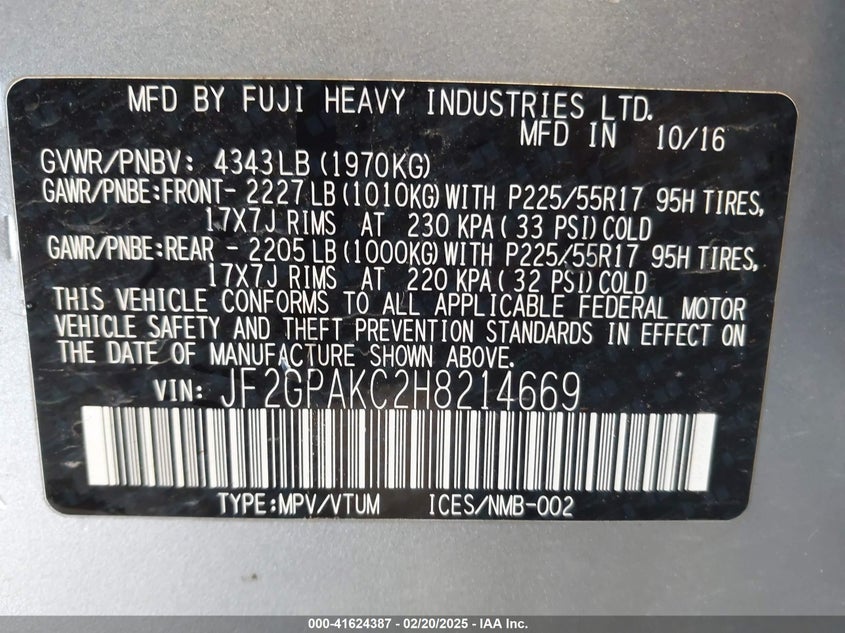 MFD BY FUJI HEAVY INDUSTRIES LTD.
MFD IN 10/16
GVWR/PNBV: 4343LB (1970KG)
GAWR/PNBE:FRONT- 2227 LB (1010KG) WITH P225/55R17 95H TIRES,
17X7J RIMS AT 230 KPA ( 33 PSI) COLD
GAWR/PNBE:REAR - 2205 LB (1000KG) WITH P225/55R17 95H TIRES,
17X7J RIMS AT 220 KPA ( 32 PSI) COLD
THIS VEHICLE CONFORMS TO ALL APPLICABLE FEDERAL MOTOR
VEHICLE SAFETY AND THEFT PREVENTION STANDARDS IN EFFECT ON
THE DATE OF MANUFACTURE SHOWN ABOVE.
VIN: JF2GPAKC2H8214669
TYPE:MPV/VTUM ICES/NMB-002
000-41624387 - 02/20/2025 - IAA Inc.